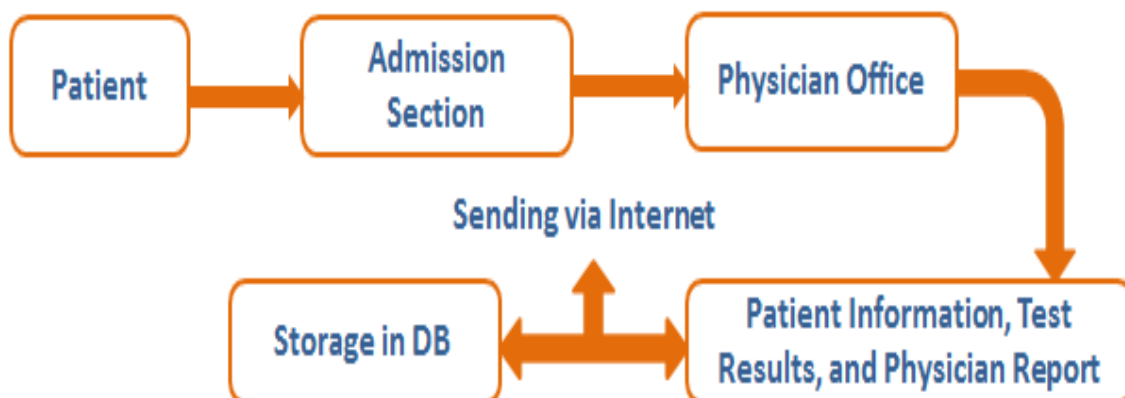 Patient
Admission
Section
Physician Office
Sending via Internet
Storage in DB
Patient Information, Test
Results, and Physician Report